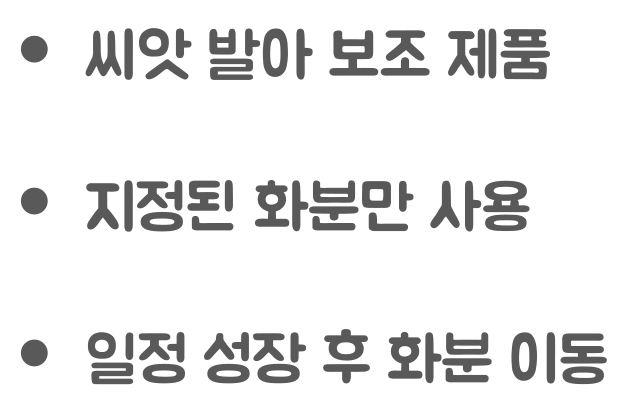 • 씨앗 발아 보조 제품
• 지정된 화분만 사용
• 일정 성장 후 화분 이동